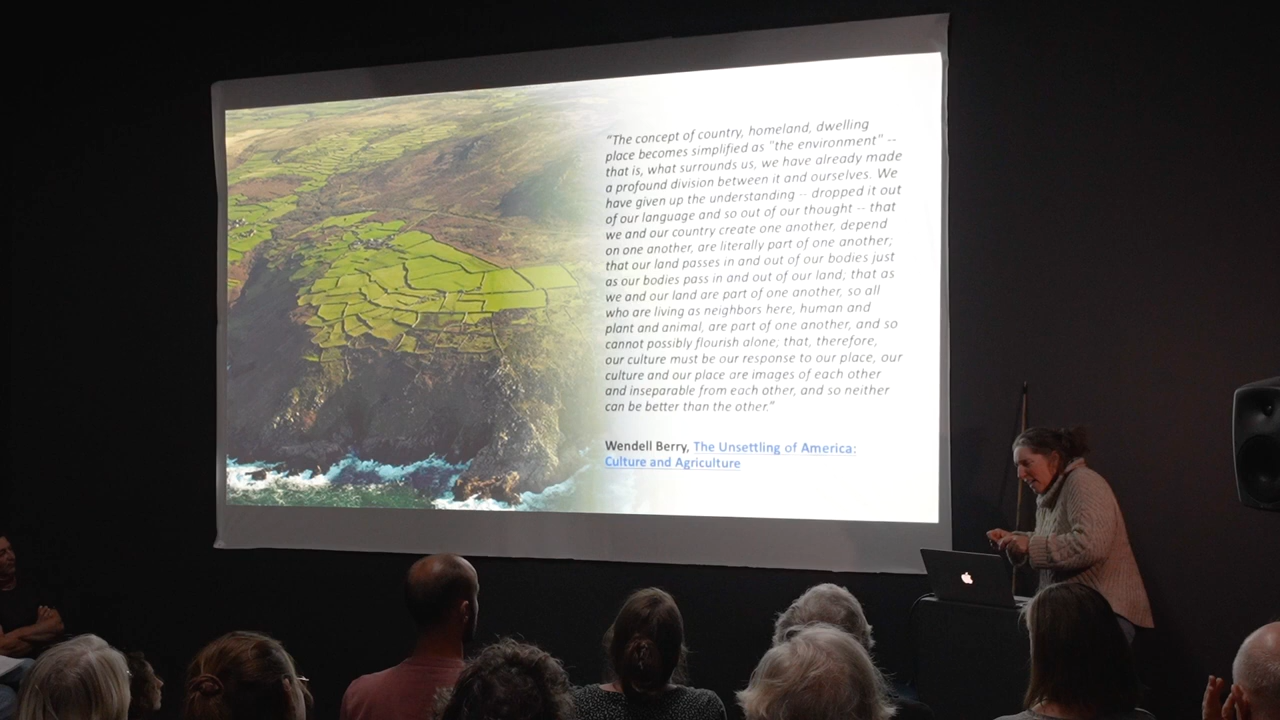 "The concept of country, homeland, dwelling
place becomes simplified as "the environment" --
that is, what surrounds us, we have already made
a profound division between it and ourselves. We
have given up the understanding -- dropped it out
of our language and so out of our thought -- that
we and our country create one another, depend
on one another, are literally part of one another;
that our land passes in and out of our bodies just
as our bodies pass in and out of our land; that as
we and our land are part of one another, so all
who are living as neighbors here, human and
plant and animal, are part of one another, and so
cannot possibly flourish alone; that, therefore,
our culture must be our response to our place, our
culture and our place are images of each other
and inseparable from each other, and so neither
can be better than the other."
Wendell Berry, The Unsettling of America:
Culture and Agriculture